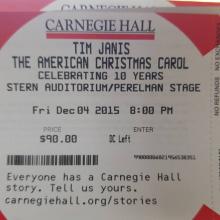 CARNEGIE HALL
TIM JANIS
THE AMERICAN CHRISTMAS CAROL
CELEBRATING 10 YEARS
STERN AUDITORIUM/PERELMAN STAGE
Fri Dec 04 2015 8:00 PM
PRICE
$90.00
ENTRY
DC Left
Everyone has a Carnegie Hall
story. Tell us yours.
carnegiehall.org/stories
NO REFUNDS